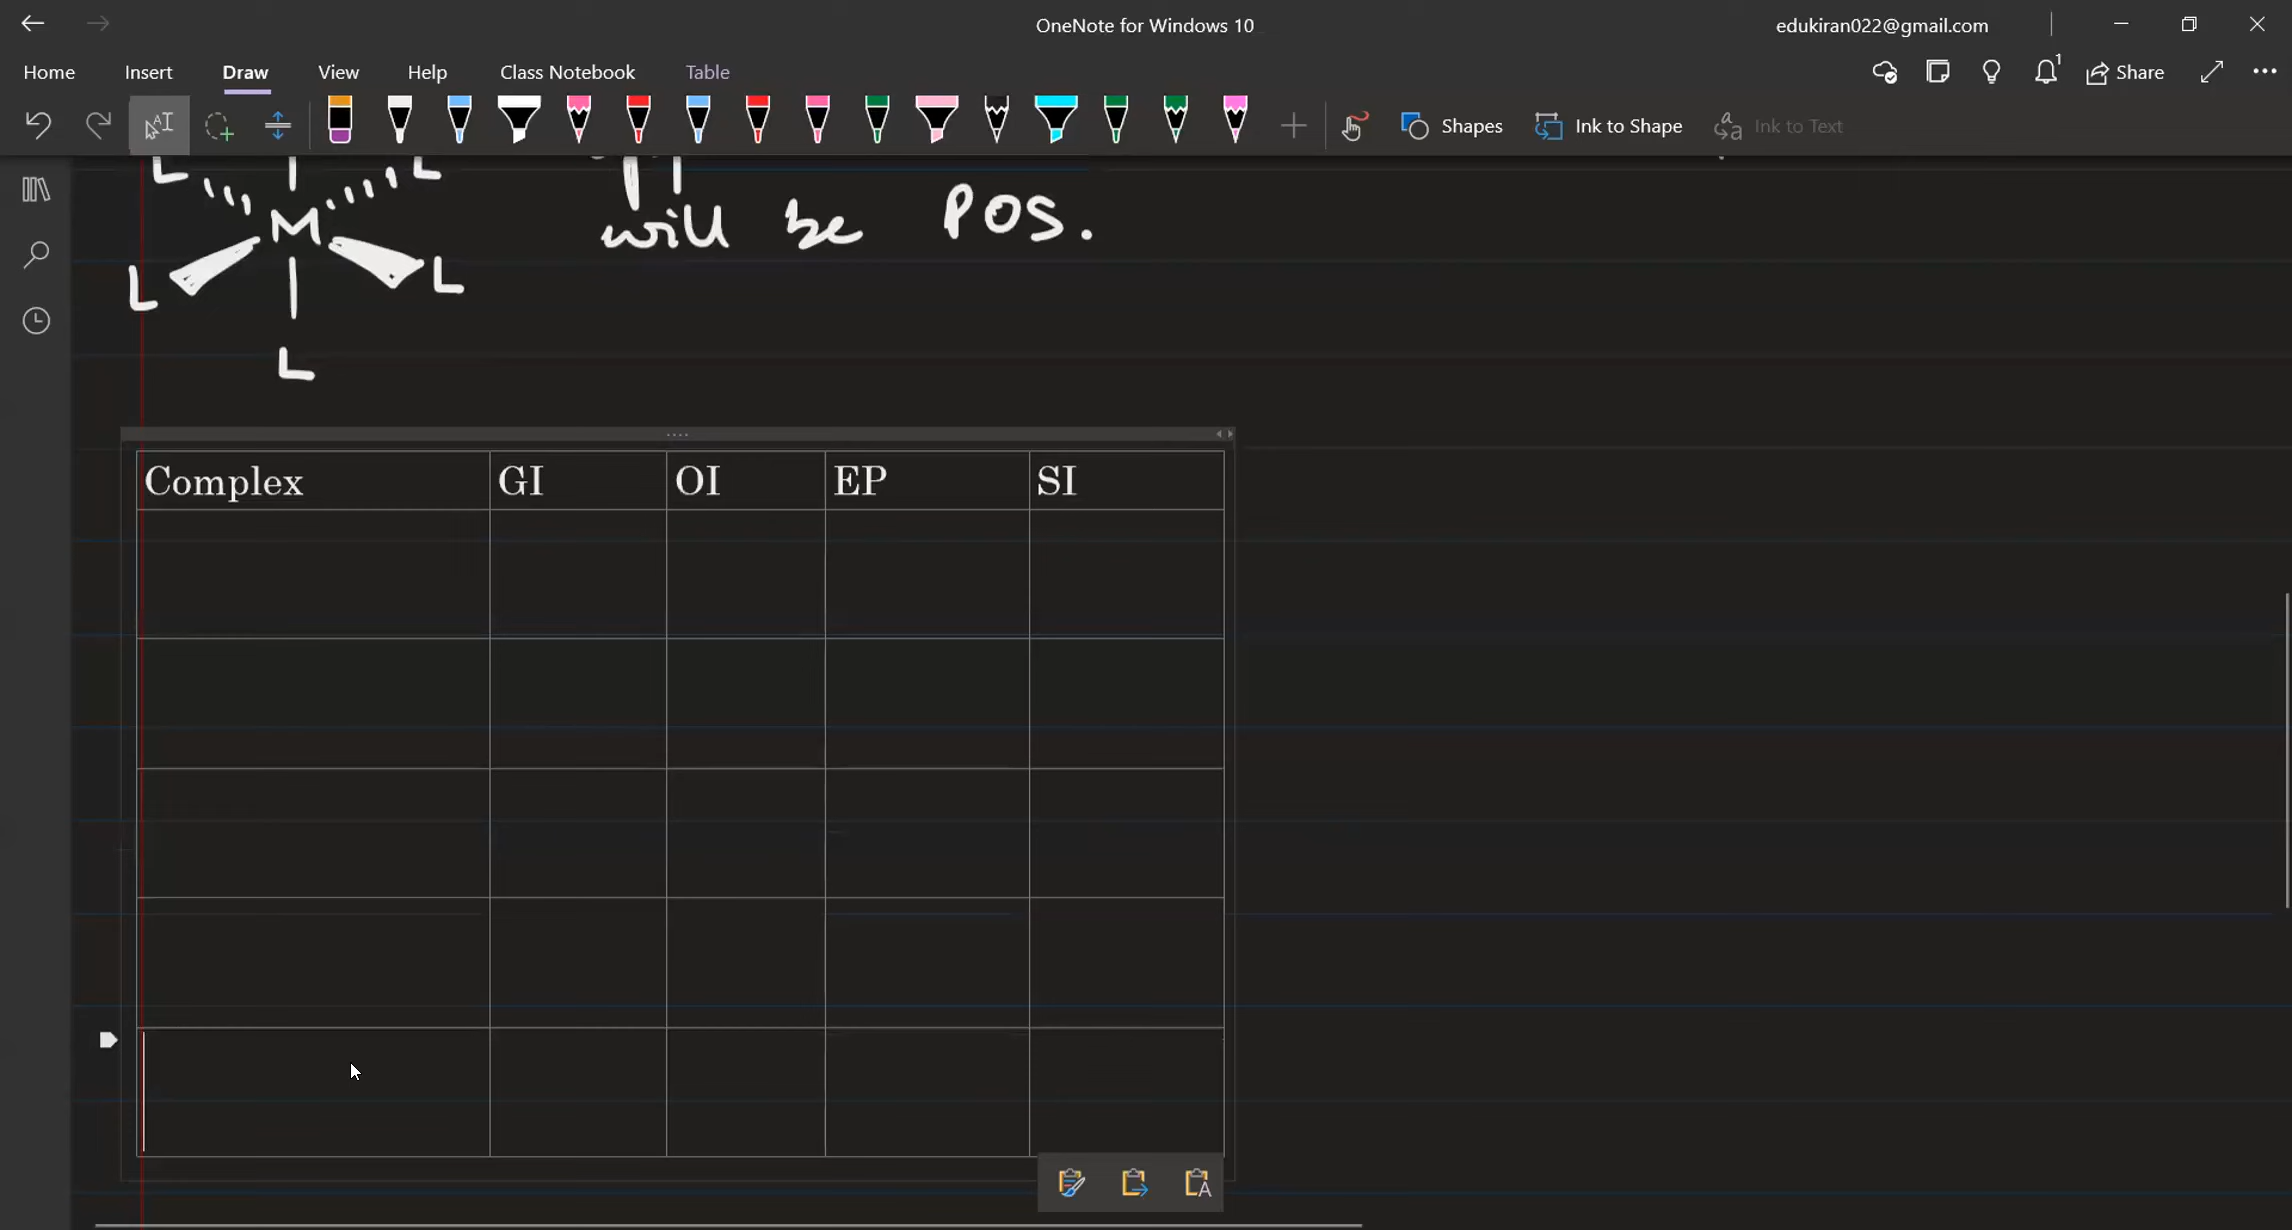 OneNote for Windows 10
edukiran022@gmail.com
Home Insert Draw View Help Class Notebook Table
Share
Shapes Ink to Shape Ink to Text
L L
M
will be POS.
L L
L
Complex GI OI EP SI